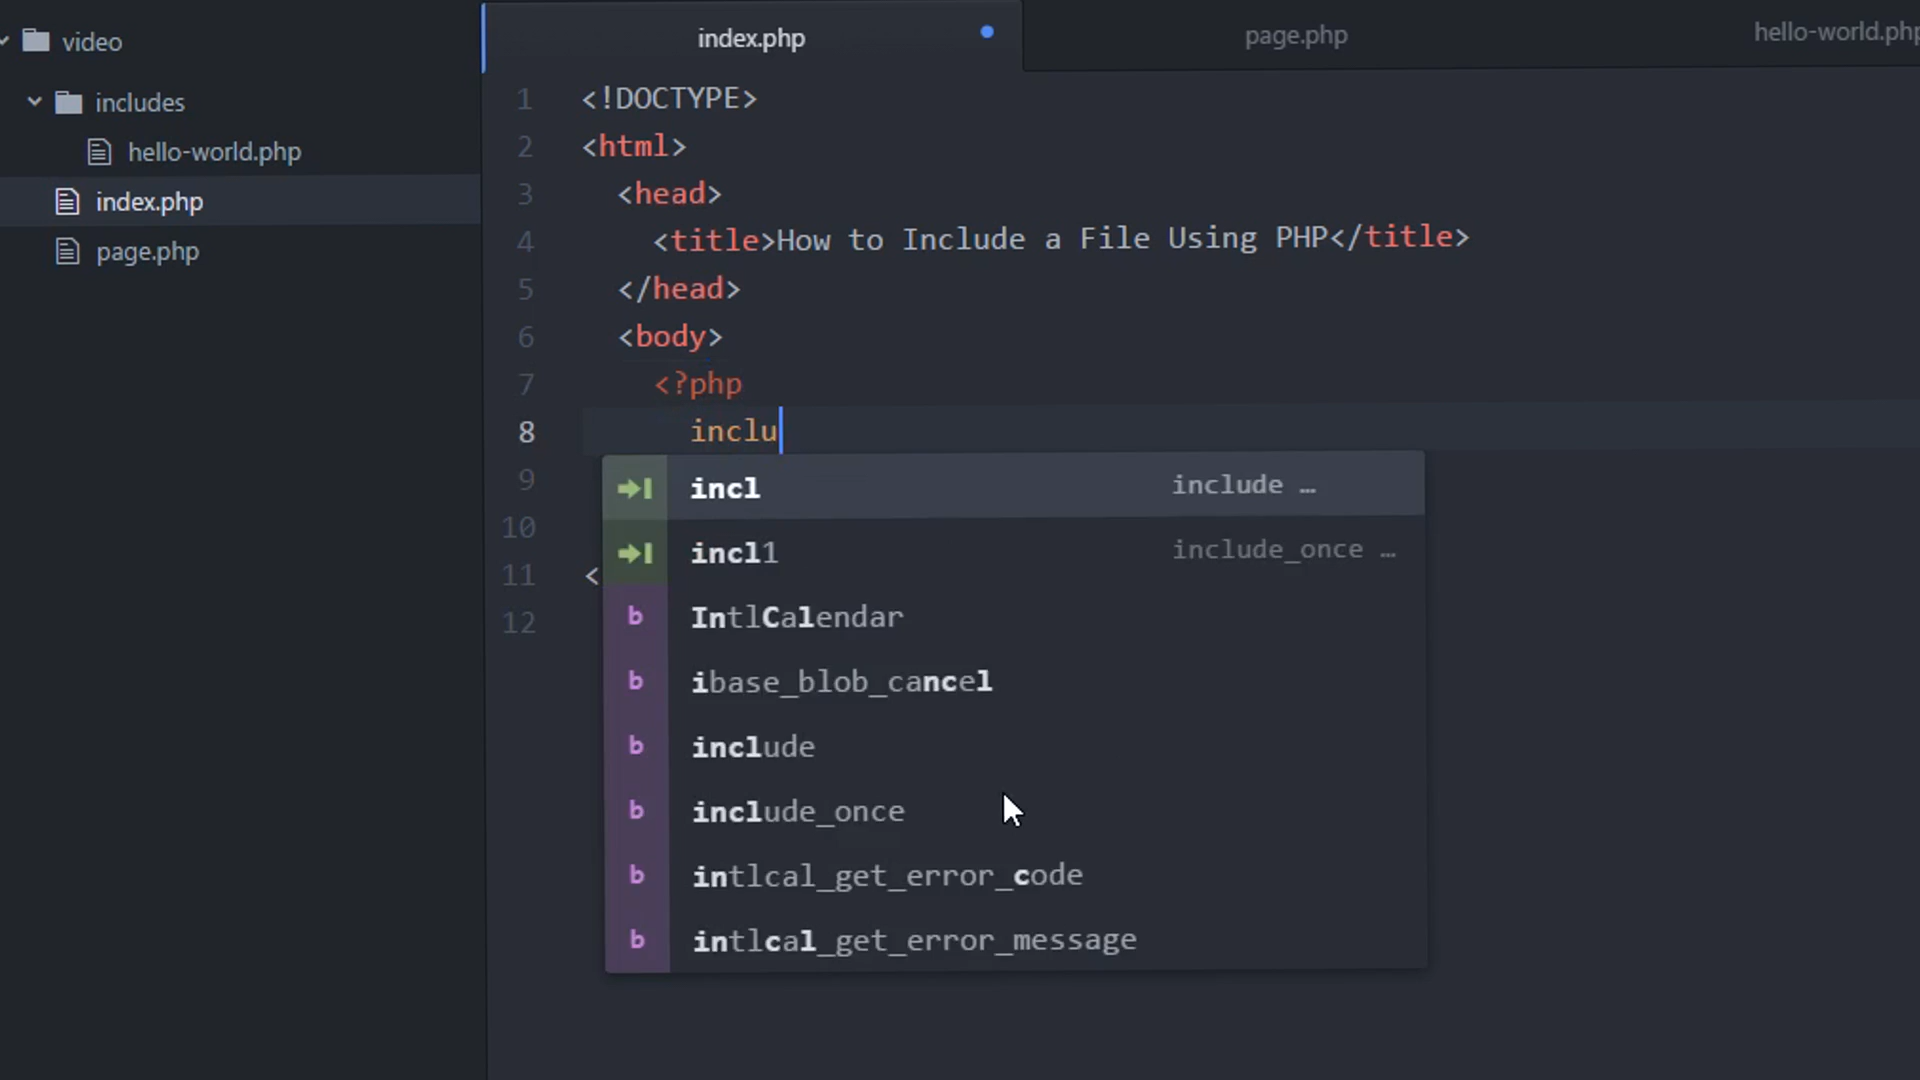 video
includes
hello-world.php
index.php
page.php
index.php
page.php
hello-world.php
1 <!DOCTYPE>
2 <html>
3 <head>
4 <title>How to Include a File Using PHP</title>
5 </head>
6 <body>
7 <?php
8 inclu
9
10
11 <
12
incl include …
incl1 include_once …
b IntlCalendar
b ibase_blob_cancel
b include
b include_once
b intlcal_get_error_code
b intlcal_get_error_message